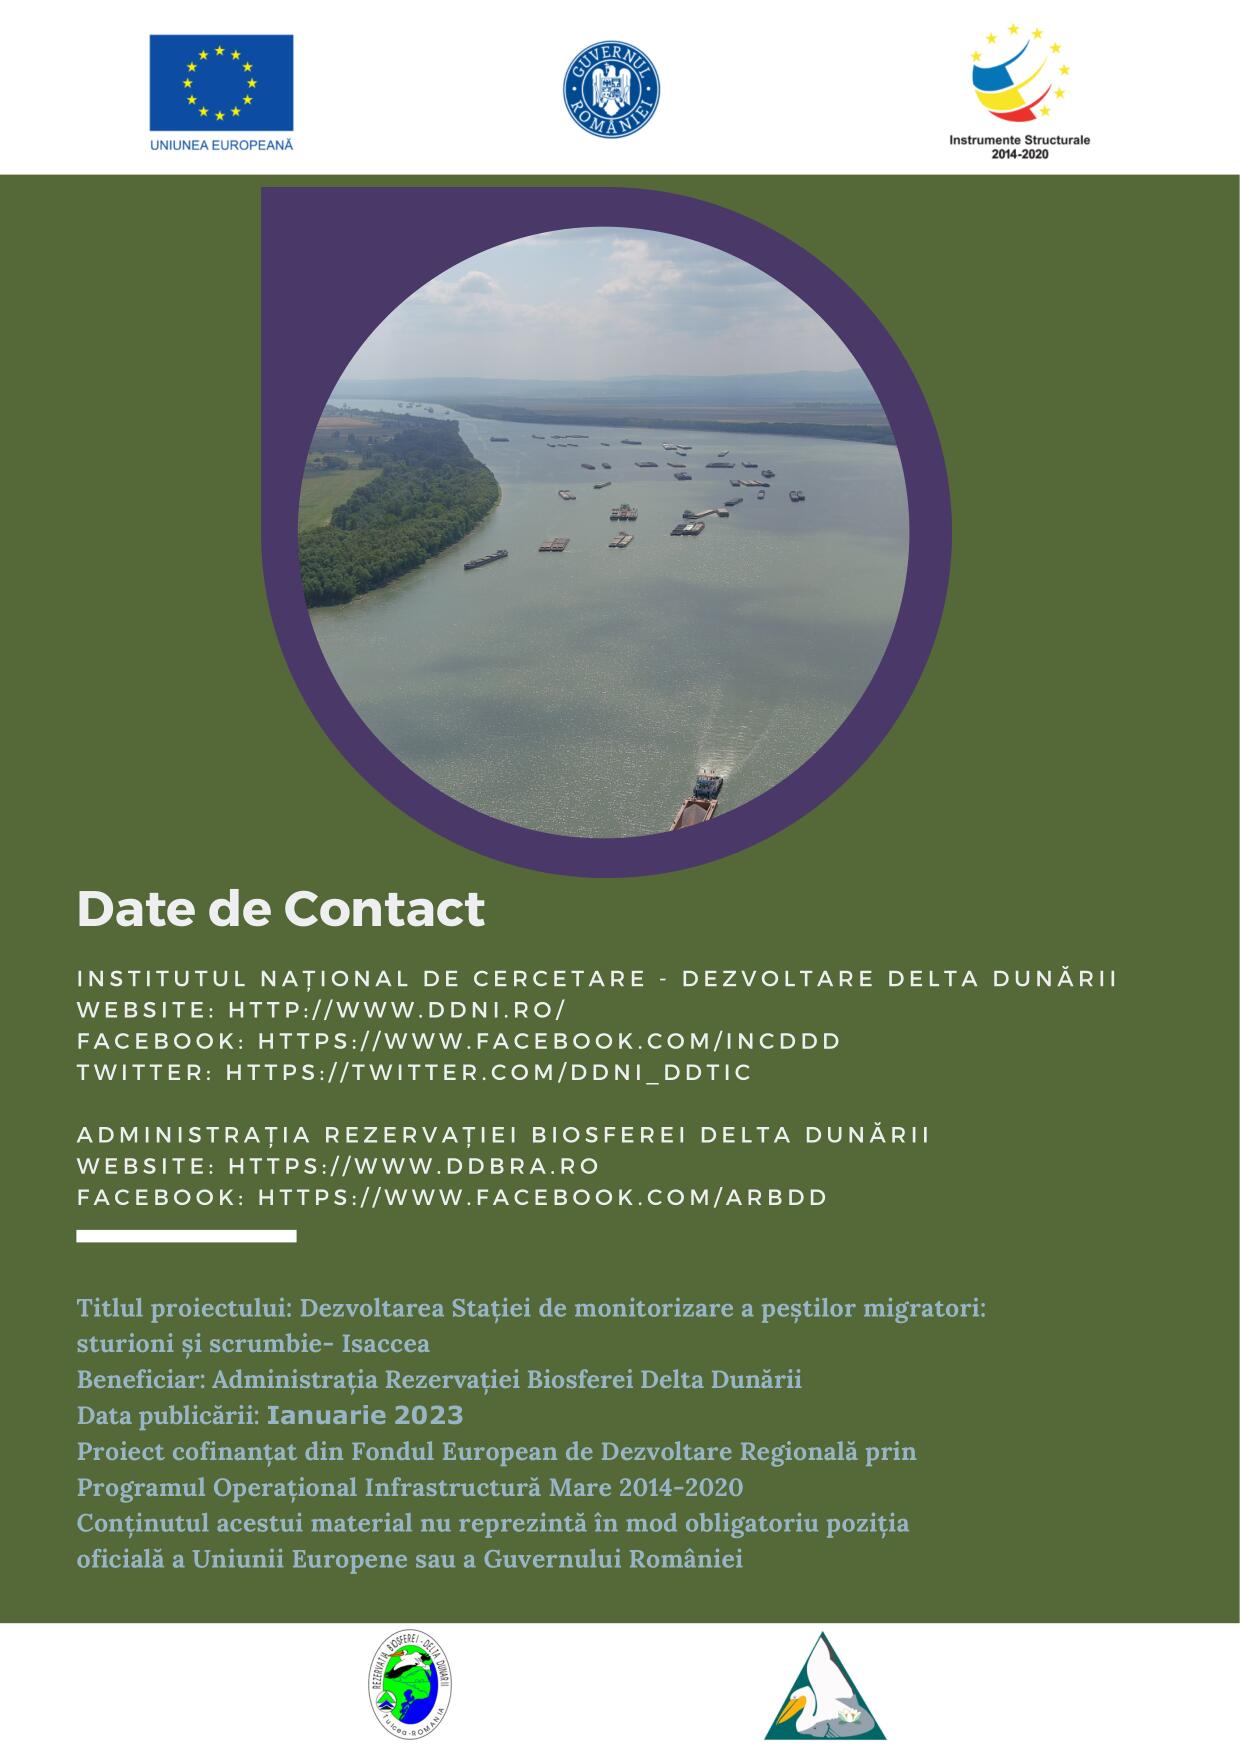 UNIUNEA EUROPEANĂ
GUVERNUL ROMÂNIEI
Instrumente Structurale
2014-2020
Date de Contact
INSTITUTUL NAȚIONAL DE CERCETARE - DEZVOLTARE DELTA DUNĂRII
WEBSITE: HTTP://WWW.DDNI.RO/
FACEBOOK: HTTPS://WWW.FACEBOOK.COM/INCDDD
TWITTER: HTTPS://TWITTER.COM/DDNI_DDTIC
ADMINISTRAȚIA REZERVAȚIEI BIOSFEREI DELTA DUNĂRII
WEBSITE: HTTPS://WWW.DDBRA.RO
FACEBOOK: HTTPS://WWW.FACEBOOK.COM/ARBDD
Titlul proiectului: Dezvoltarea Stației de monitorizare a peștilor migratori:
sturioni și scrumbie- Isaccea
Beneficiar: Administrația Rezervației Biosferei Delta Dunării
Data publicării: Ianuarie 2023
Proiect cofinanțat din Fondul European de Dezvoltare Regională prin
Programul Operațional Infrastructură Mare 2014-2020
Conținutul acestui material nu reprezintă în mod obligatoriu poziția
oficială a Uniunii Europene sau a Guvernului României
REZERVAȚIA BIOSFEREI - DELTA DUNĂRII
Tulcea-ROMANIA